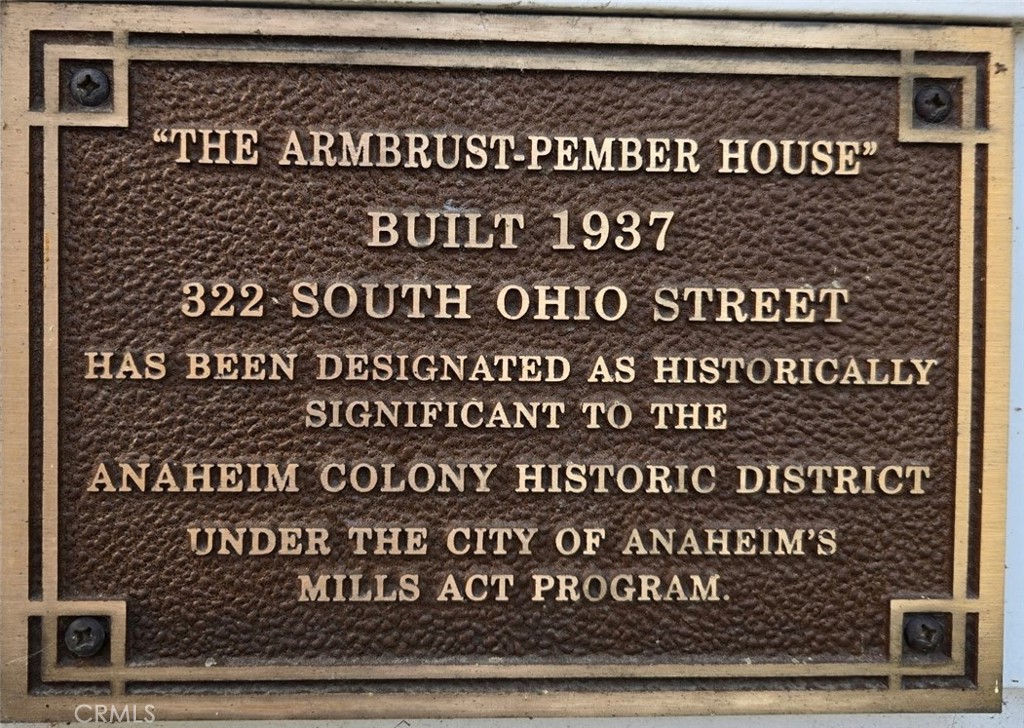 “THE ARMBRUST-PEMBER HOUSE”
BUILT 1937
322 SOUTH OHIO STREET
HAS BEEN DESIGNATED AS HISTORICALLY
SIGNIFICANT TO THE
ANAHEIM COLONY HISTORIC DISTRICT
UNDER THE CITY OF ANAHEIM’S
MILLS ACT PROGRAM.
CRMLS